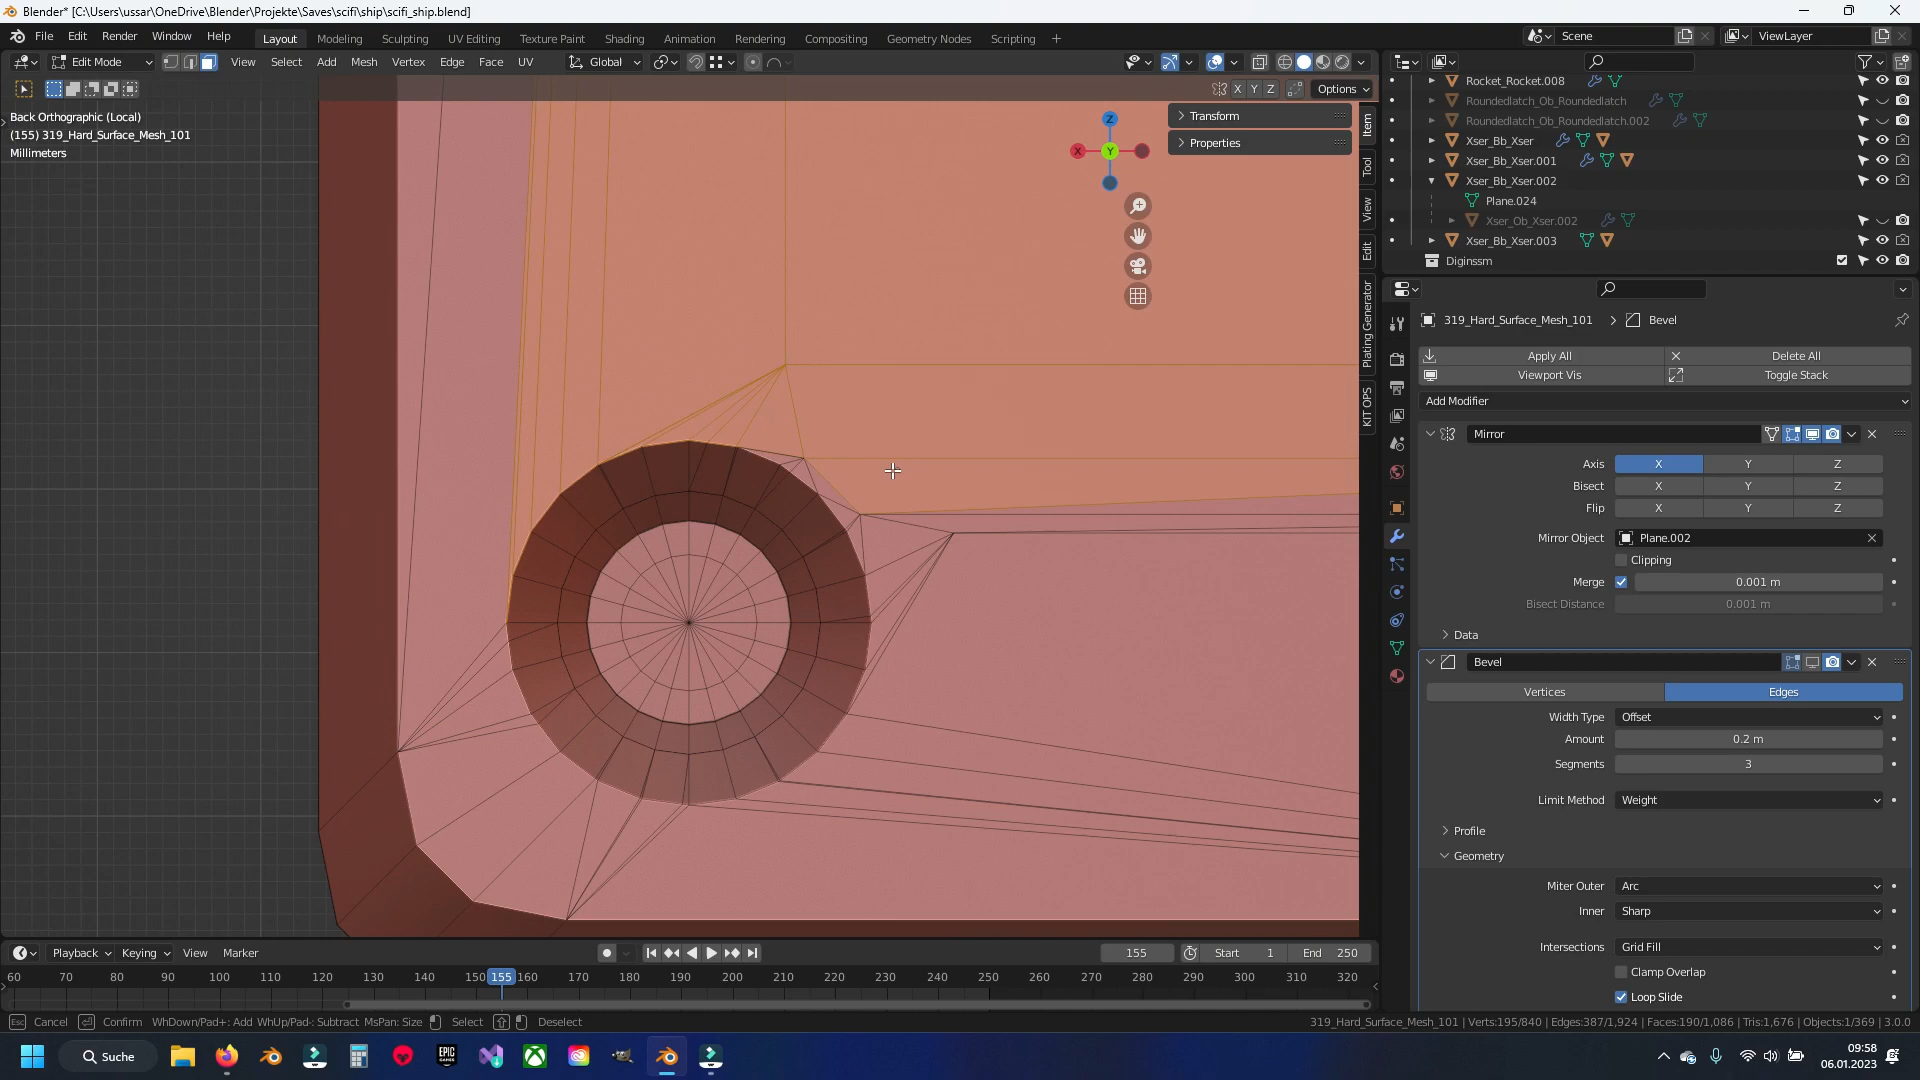 Blender* [C:\Users\ussar\OneDrive\Blender\Projekte\Saves\scifi\ship\scifi_ship.blend]
File Edit Render Window Help Layout Modeling Sculpting UV Editing Texture Paint Shading Animation Rendering Compositing Geometry Nodes Scripting + Scene ViewLayer
Edit Mode View Select Add Mesh Vertex Edge Face UV Global
X Y Z Options
Back Orthographic (Local)
(155) 319_Hard_Surface_Mesh_101
Millimeters
Transform
Properties
Z
X
Y
Item
Tool
View
Edit
Plating Generator
KIT OPS
Rocket_Rocket.008
Roundedlatch_Ob_Roundedlatch
Roundedlatch_Ob_Roundedlatch.002
Xser_Bb_Xser
Xser_Bb_Xser.001
Xser_Bb_Xser.002
Plane.024
Xser_Ob_Xser.002
Xser_Bb_Xser.003
Diginssm
319_Hard_Surface_Mesh_101 > Bevel
Apply All Delete All
Viewport Vis Toggle Stack
Add Modifier
Mirror
Axis X Y Z
Bisect X Y Z
Flip X Y Z
Mirror Object Plane.002
Clipping
Merge 0.001 m
Bisect Distance 0.001 m
Data
Bevel
Vertices Edges
Width Type Offset
Amount 0.2 m
Segments 3
Limit Method Weight
Profile
Geometry
Miter Outer Arc
Inner Sharp
Intersections Grid Fill
Clamp Overlap
Loop Slide
Playback Keying View Marker 155 Start 1 End 250
60 70 80 90 100 110 120 130 140 150 155 160 170 180 190 200 210 220 230 240 250 260 270 280 290 300 310 320
Esc Cancel Confirm WhDown/Pad+: Add WhUp/Pad-: Subtract MsPan: Size Select Deselect 319_Hard_Surface_Mesh_101 | Verts:195/840 | Edges:387/1,924 | Faces:190/1,086 | Tris:1,676 | Objects:1/369 | 3.0.0
Suche EPIC GAMES 09:58
06.01.2023